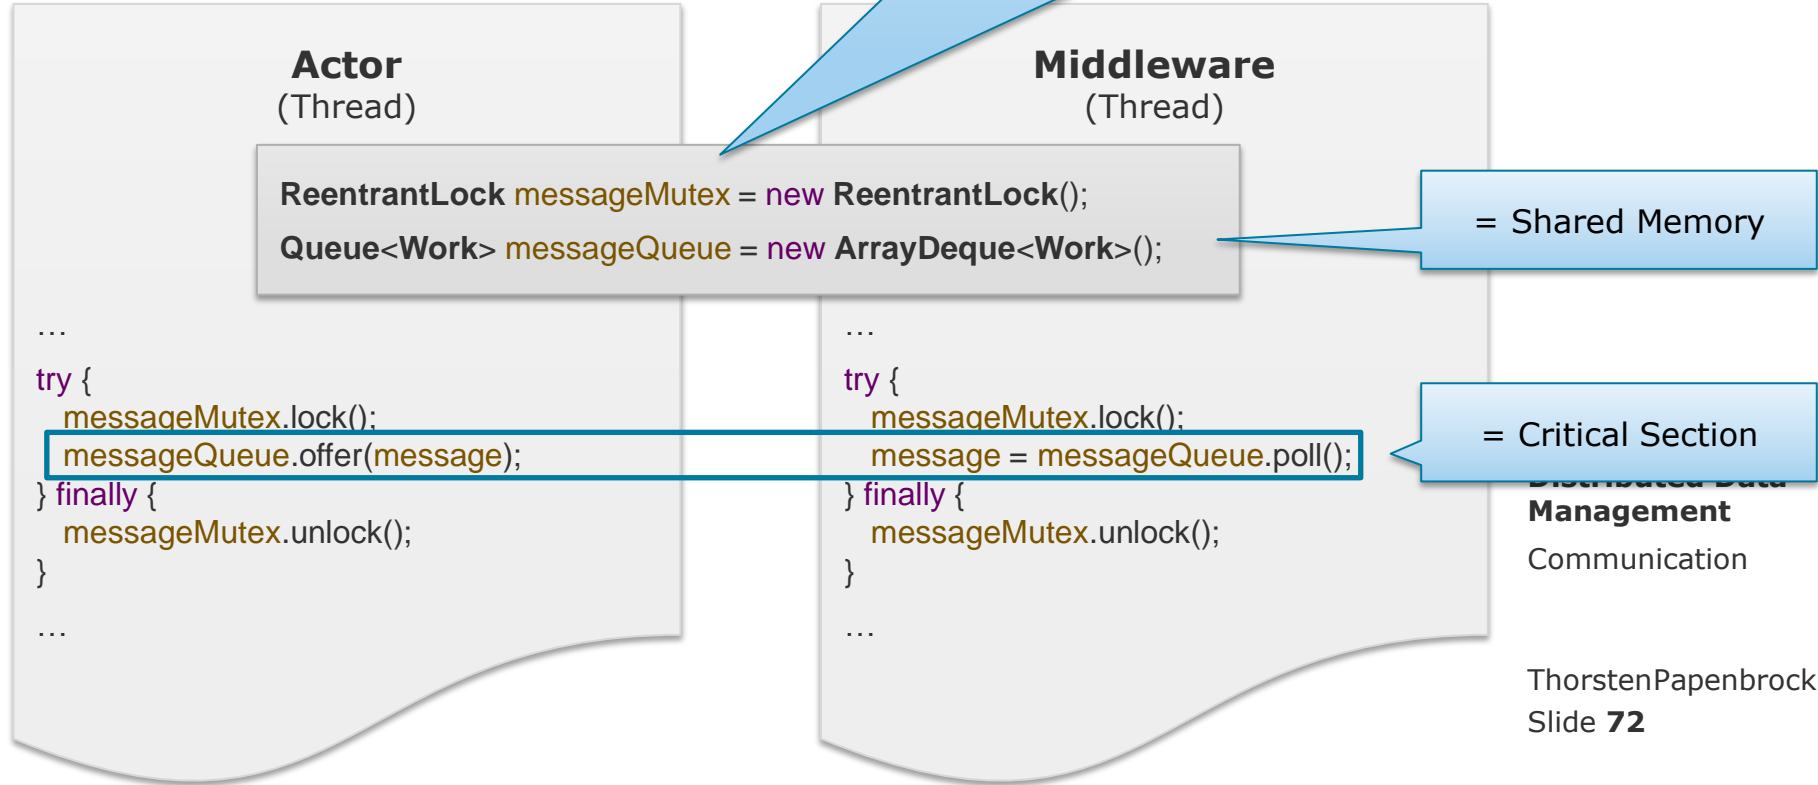 Actor
(Thread)
Middleware
(Thread)
ReentrantLock messageMutex = new ReentrantLock();
Queue<Work> messageQueue = new ArrayDeque<Work>();
= Shared Memory
…
try {
messageMutex.lock();
messageQueue.offer(message);
} finally {
messageMutex.unlock();
}
…
…
try {
messageMutex.lock();
message = messageQueue.poll();
} finally {
messageMutex.unlock();
}
…
= Critical Section
Distributed Data
Management
Communication
ThorstenPapenbrock
Slide 72